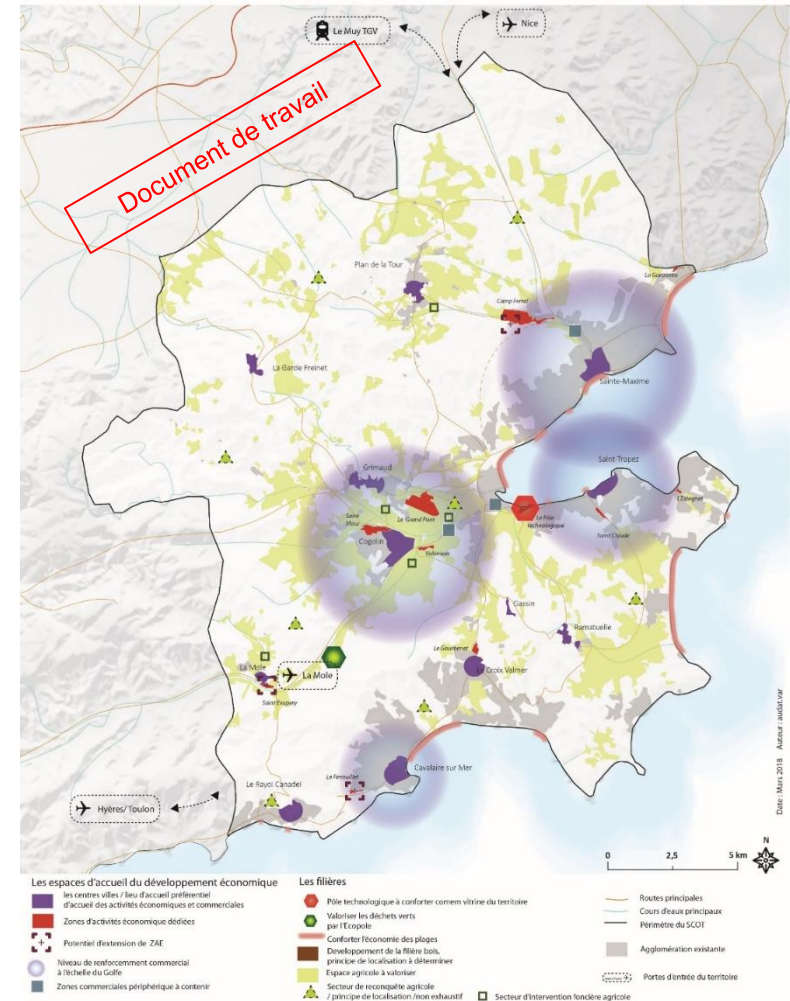 Le Muy TGV
Nice
Document de travail
Plan de la Tour
Camp Ferrat
La Garonnette
La Garde Freinet
Sainte-Maxime
Grimaud
Saint-Tropez
L'Estagnet
Saint Maur
Le Grand Pont
Le Pôle
technologique
Saint Claude
Cogolin
Valensole
Gassin
Ramatuelle
Le Gourbenet
La Croix Valmer
La Mole
La Mole
Saint Exupery
Cavalaire sur Mer
Le Fenouillet
Le Rayol Canadel
Hyères/ Toulon
Date : Mars 2018 Auteur : audat.var
N
0 2,5 5 km
Les espaces d'accueil du développement économique
les centres villes / lieu d'accueil préférentiel
d'accueil des activités économiques et commerciales
Zones d'activités économique dédiées
Potentiel d'extension de ZAE
Niveau de renforcemment commercial
à l'échelle du Golfe
Zones commerciales périphérique à contenir
Les filières
Pôle technologique à conforter comem vitrine du territoire
Valoriser les déchets verts
par l'Ecopole
Conforter l'économie des plages
Developpement de la filière bois,
principe de localisation à déterminer
Espace agricole à valoriser
Secteur de reconquête agricole
/ principe de localisation /non exhaustif
Secteur d'intervention foncière agricole
Routes principales
Cours d'eaux principaux
Périmètre du SCOT
Agglomération existante
Portes d'entrée du territoire